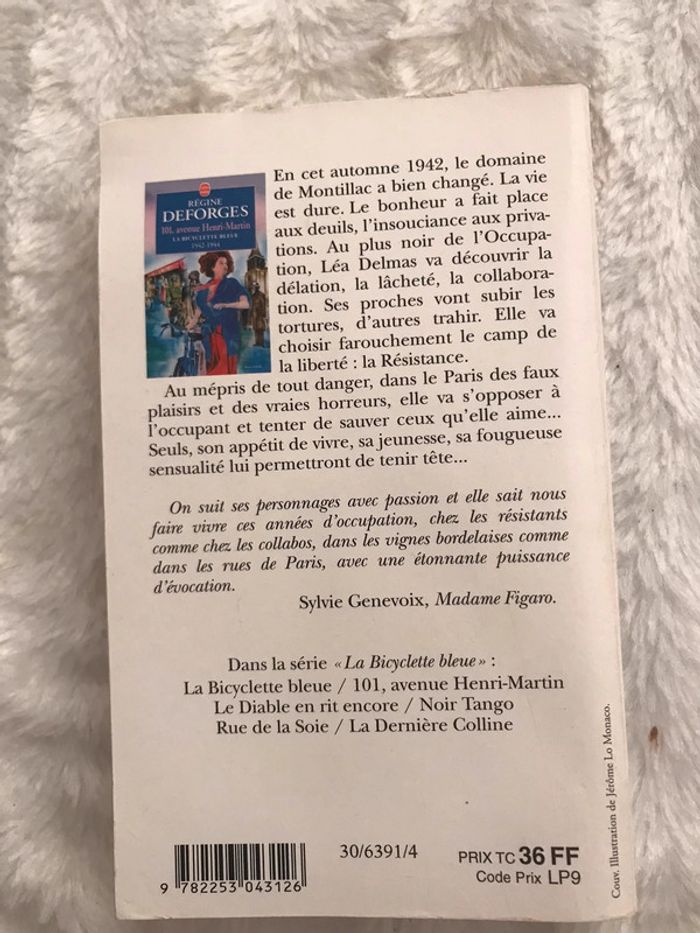 RÉGINE
DEFORGES
101, avenue Henri-Martin
LA BICYCLETTE BLEUE
1942-1944
En cet automne 1942, le domaine
de Montillac a bien changé. La vie
est dure. Le bonheur a fait place
aux deuils, l'insouciance aux priva-
tions. Au plus noir de l'Occupa-
tion, Léa Delmas va découvrir la
délation, la lâcheté, la collabora-
tion. Ses proches vont subir les
tortures, d'autres trahir. Elle va
choisir farouchement le camp de
la liberté : la Résistance.
Au mépris de tout danger, dans le Paris des faux
plaisirs et des vraies horreurs, elle va s'opposer à
l'occupant et tenter de sauver ceux qu'elle aime...
Seuls, son appétit de vivre, sa jeunesse, sa fougueuse
sensualité lui permettront de tenir tête...
On suit ses personnages avec passion et elle sait nous
faire vivre ces années d'occupation, chez les résistants
comme chez les collabos, dans les vignes bordelaises comme
dans les rues de Paris, avec une étonnante puissance
d'évocation.
Sylvie Genevoix, Madame Figaro.
Dans la série « La Bicyclette bleue » :
La Bicyclette bleue / 101, avenue Henri-Martin
Le Diable en rit encore / Noir Tango
Rue de la Soie / La Dernière Colline
Couv. Illustration de Jérôme Lo Monaco.
30/6391/4
PRIX TC 36 FF
Code Prix LP9
9 782253 043126